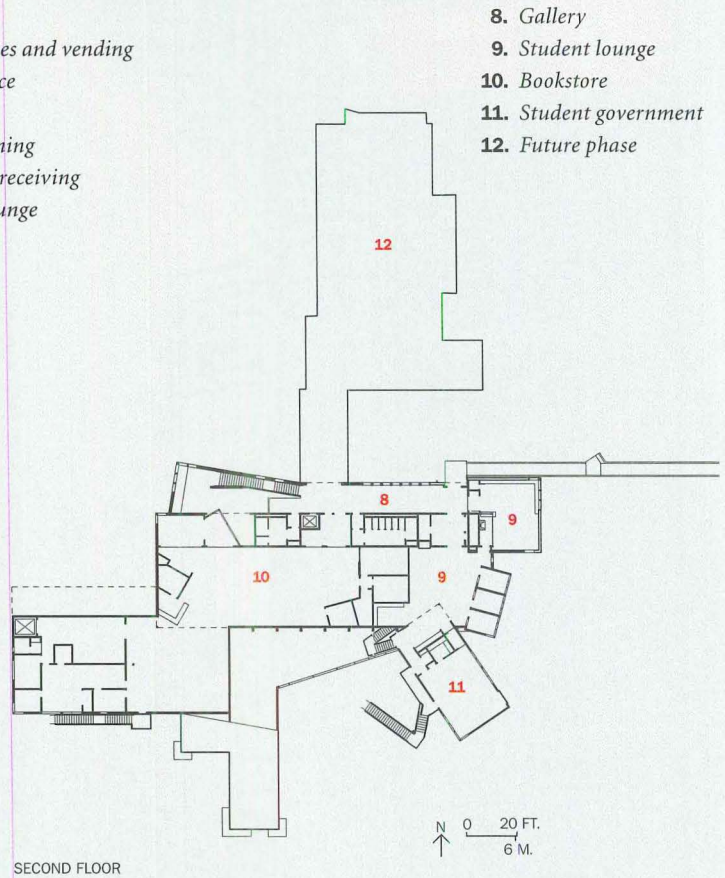 es and vending
ce
ning
receiving
unge
8. Gallery
9. Student lounge
10. Bookstore
11. Student government
12. Future phase
12
8
9
10
9
11
N 0 20 FT.
6 M.
SECOND FLOOR